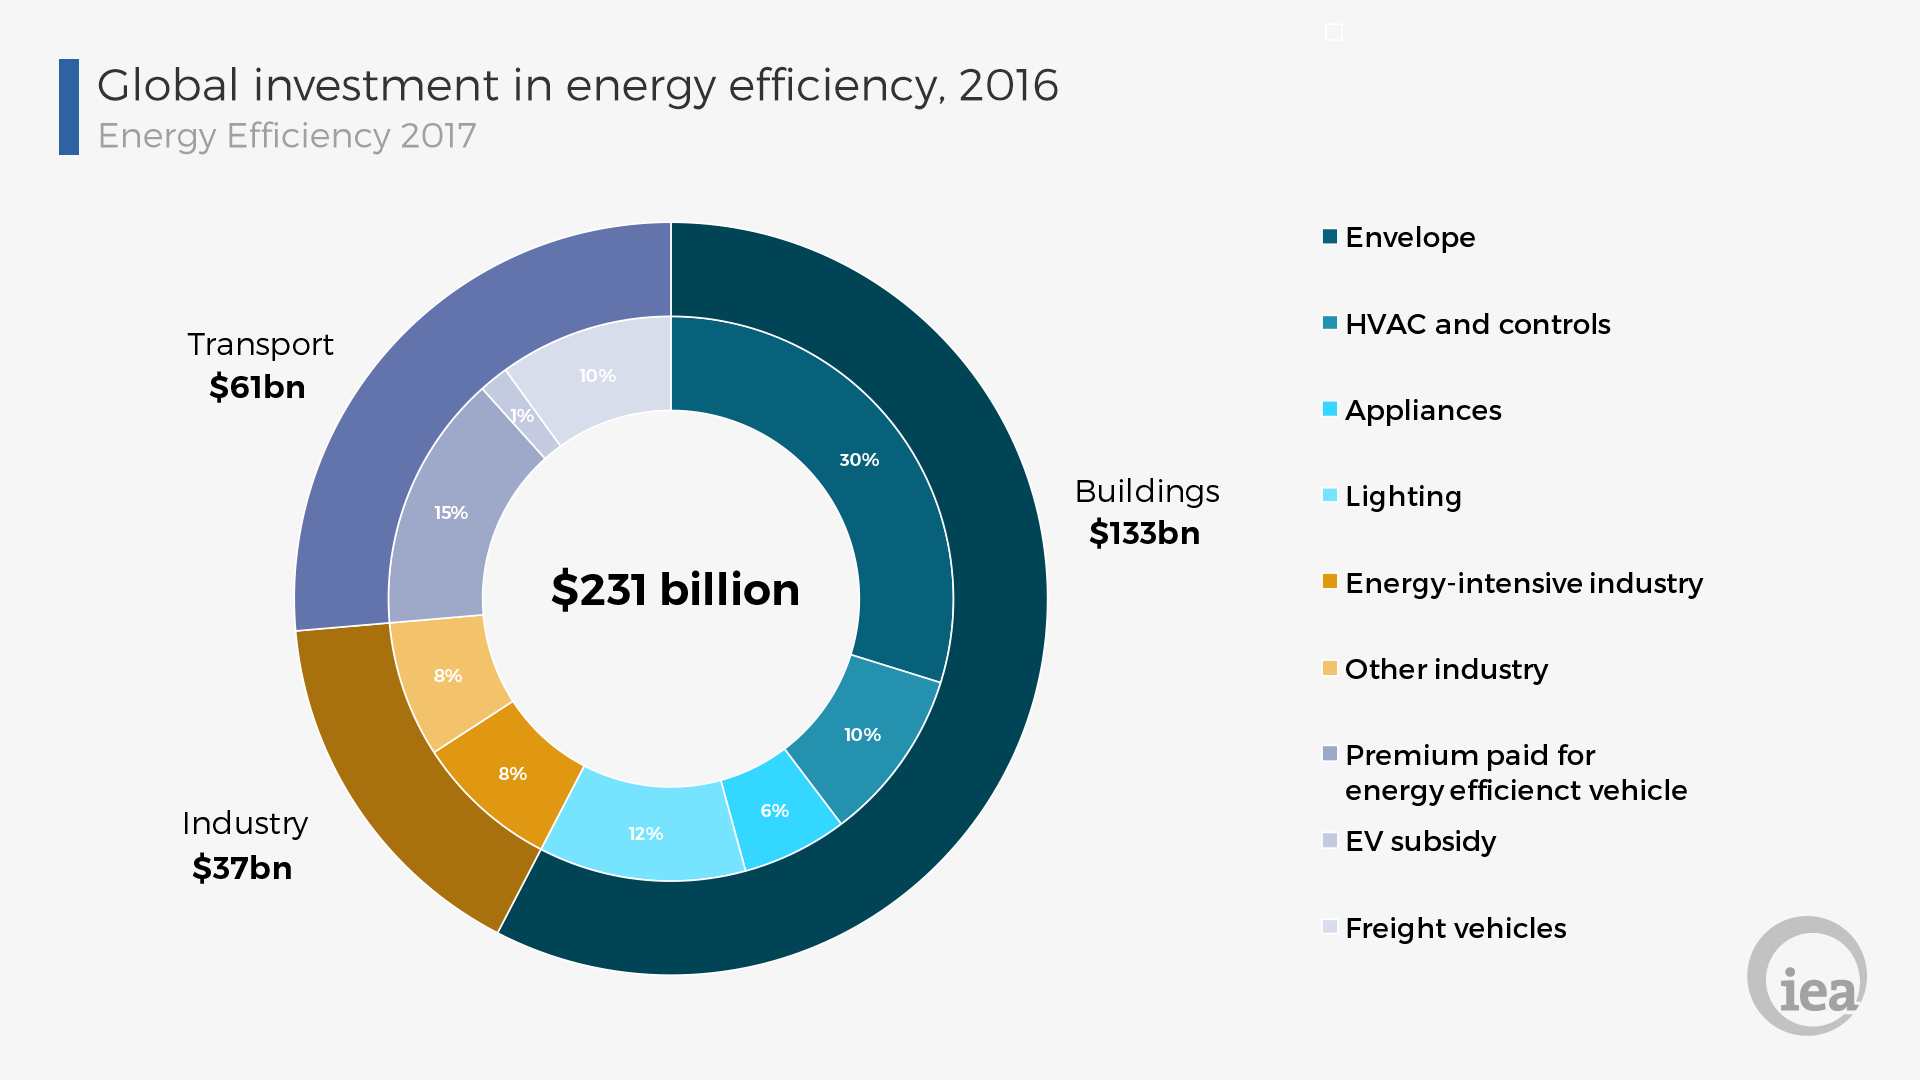 Global investment in energy efficiency, 2016
Energy Efficiency 2017
Transport
$61bn
Buildings
$133bn
Industry
$37bn
$231 billion
30%
10%
6%
12%
8%
8%
15%
1%
10%
Envelope
HVAC and controls
Appliances
Lighting
Energy-intensive industry
Other industry
Premium paid for
energy efficienct vehicle
EV subsidy
Freight vehicles
iea